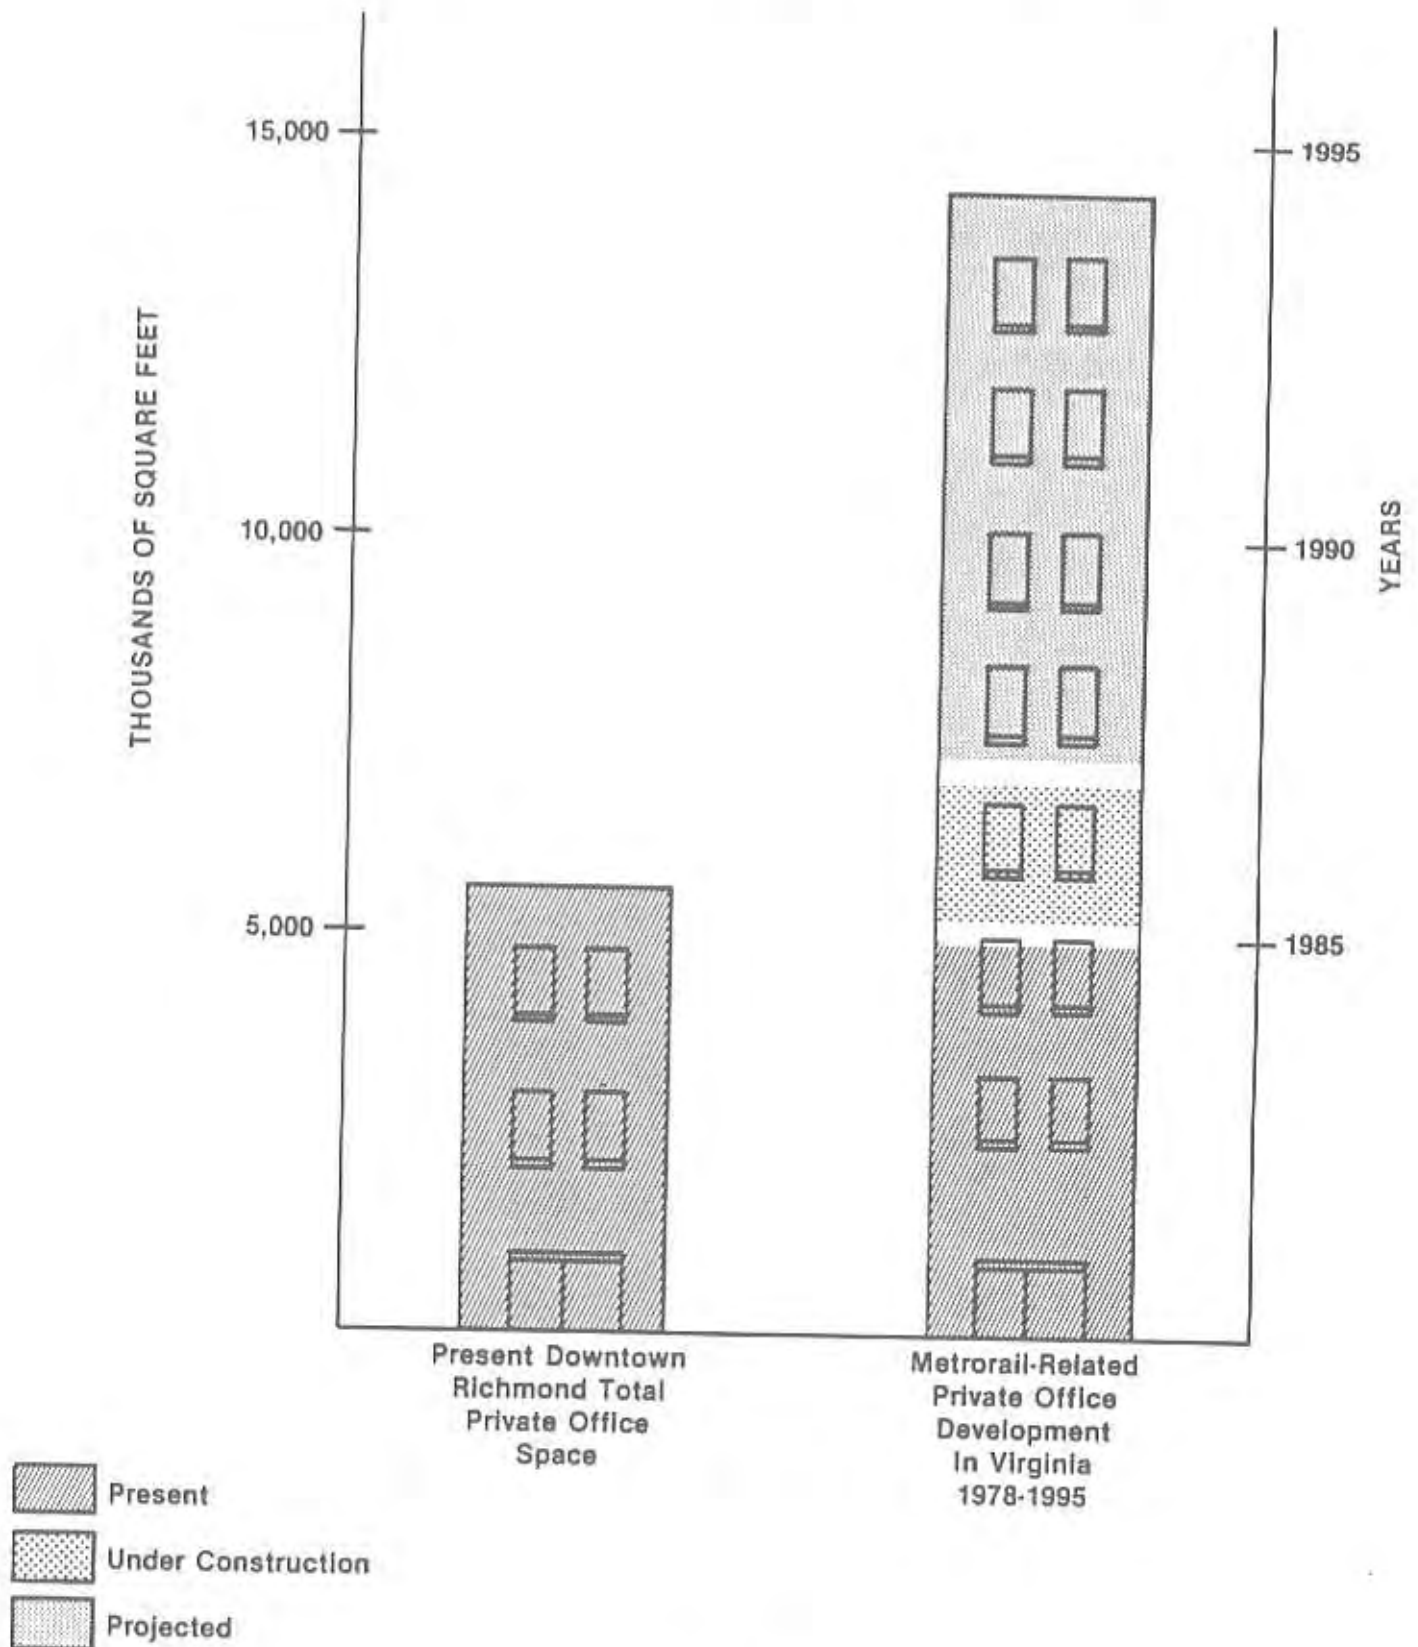 15,000
10,000
5,000
THOUSANDS OF SQUARE FEET
1995
1990
1985
YEARS
Present Downtown
Richmond Total
Private Office
Space
Metrorail-Related
Private Office
Development
In Virginia
1978-1995
Present
Under Construction
Projected